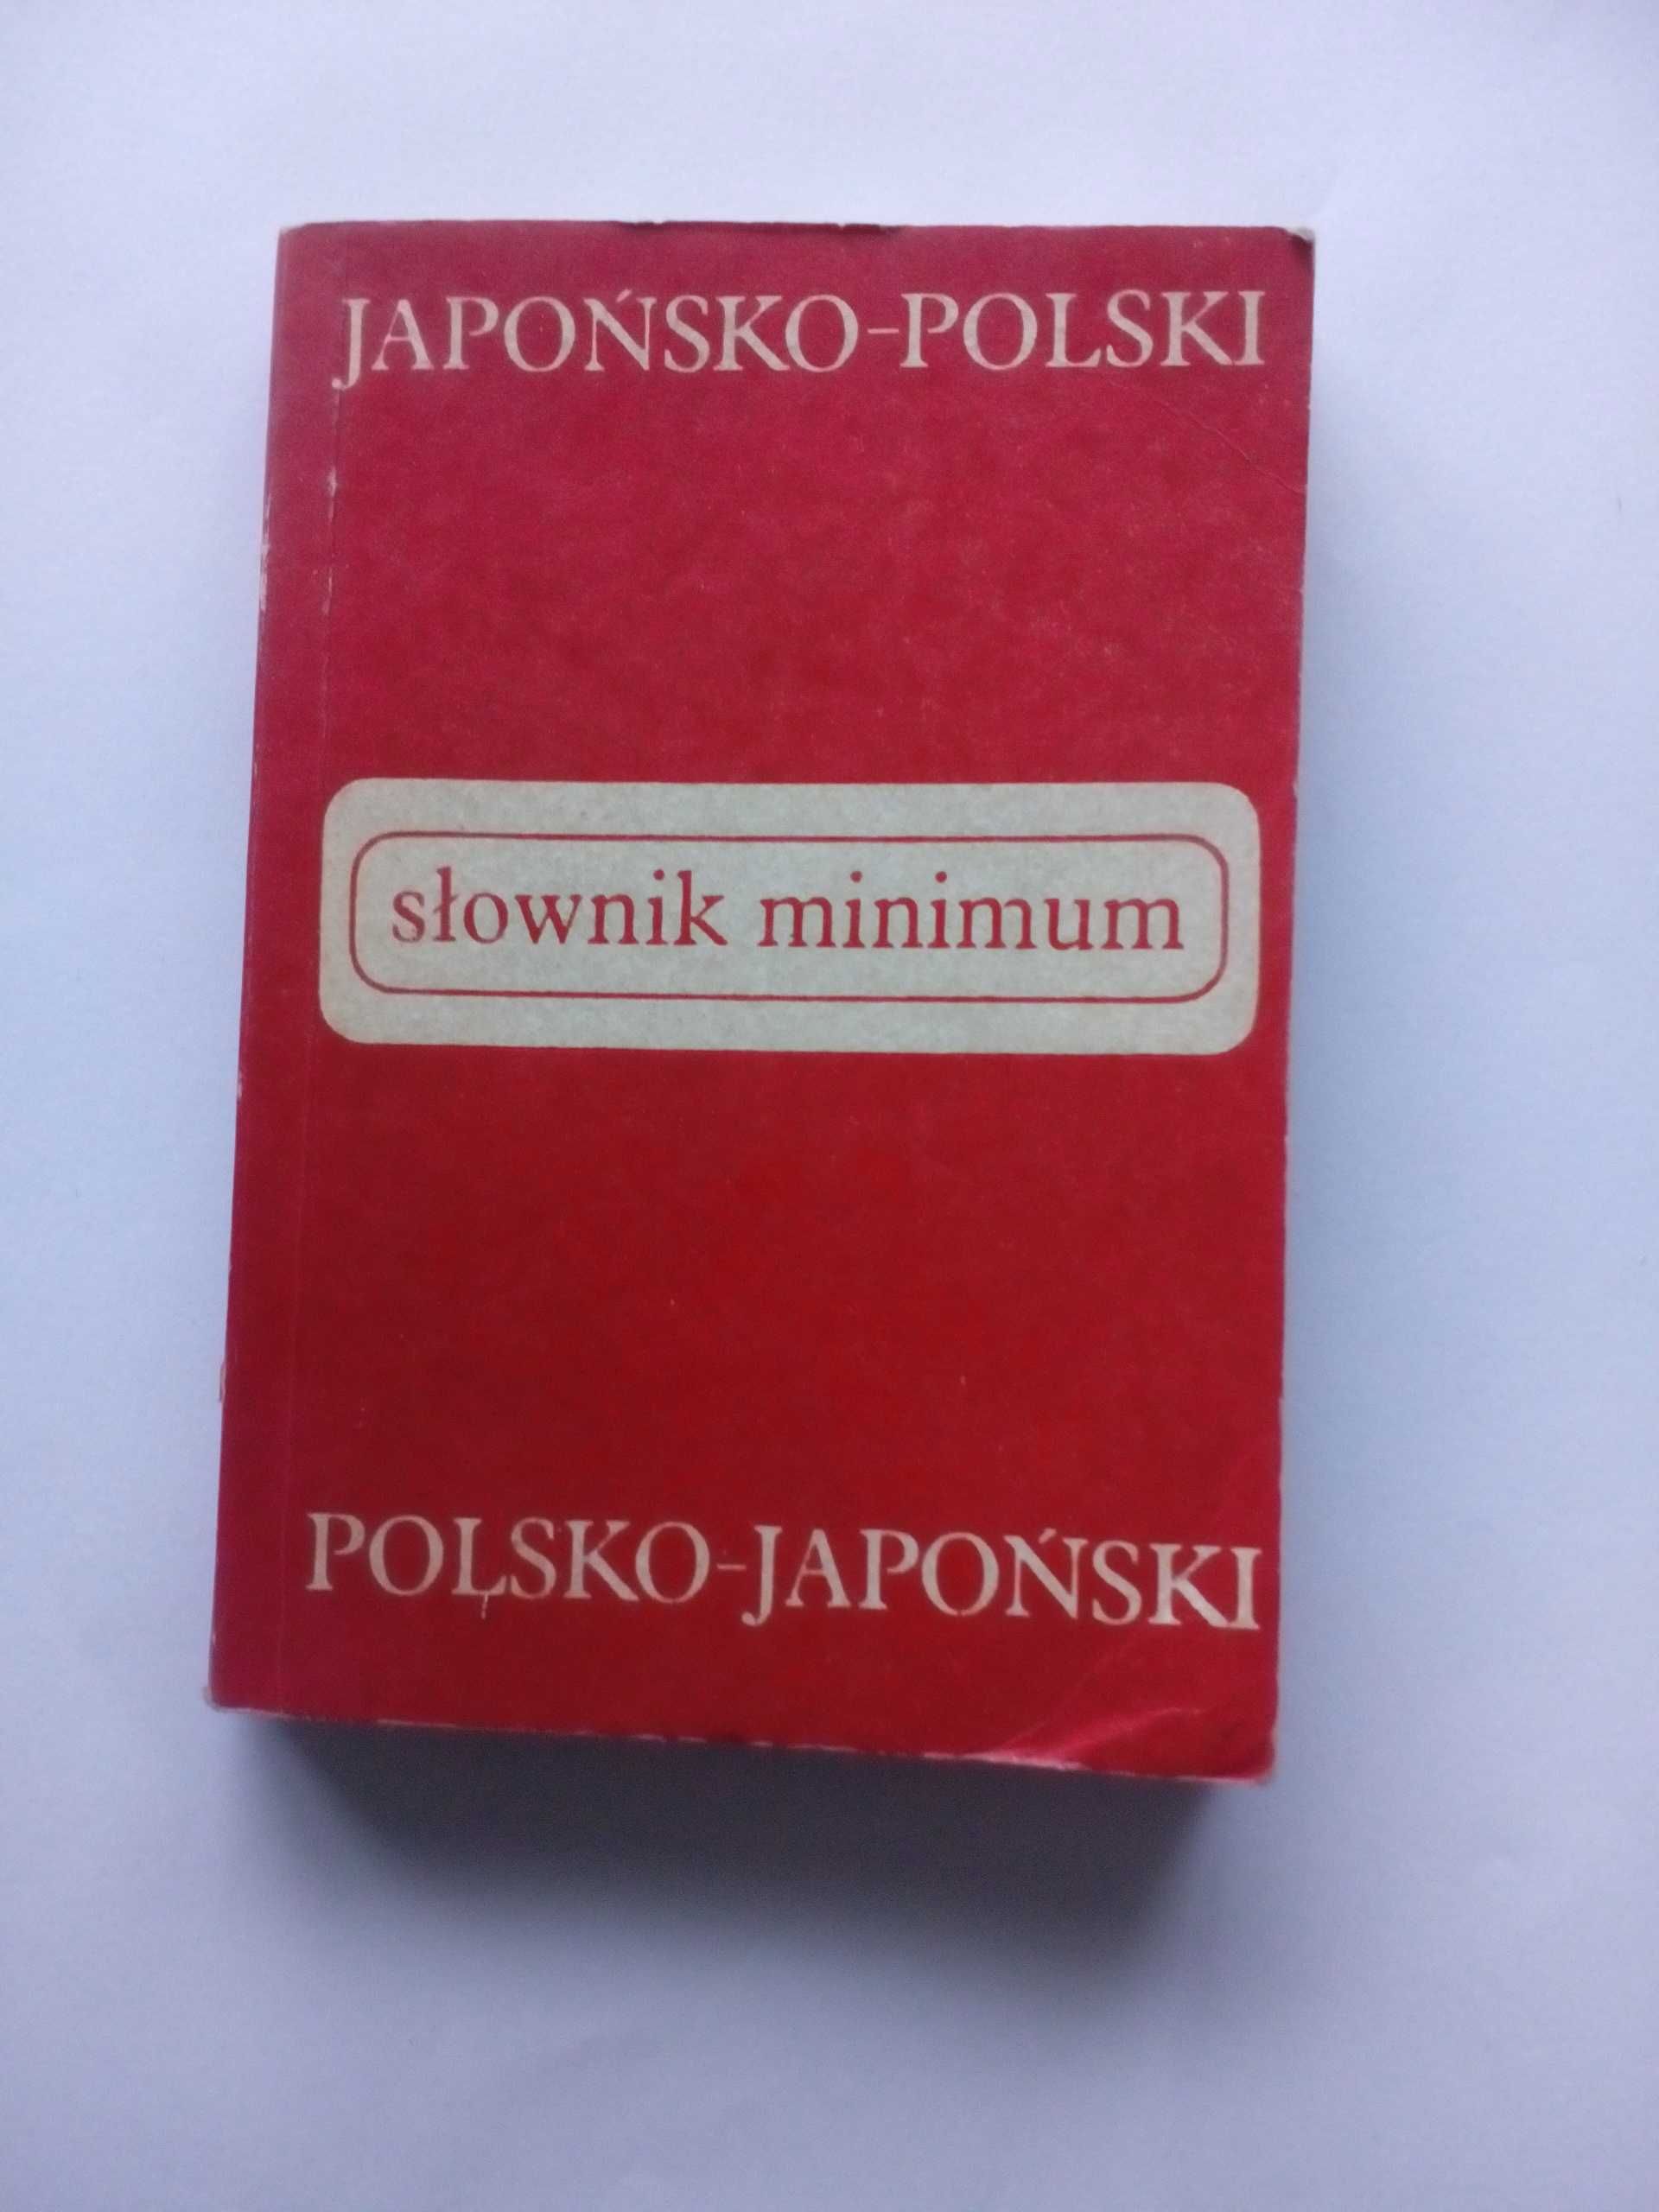 JAPOŃSKO-POLSKI
słownik minimum
POLSKO-JAPOŃSKI